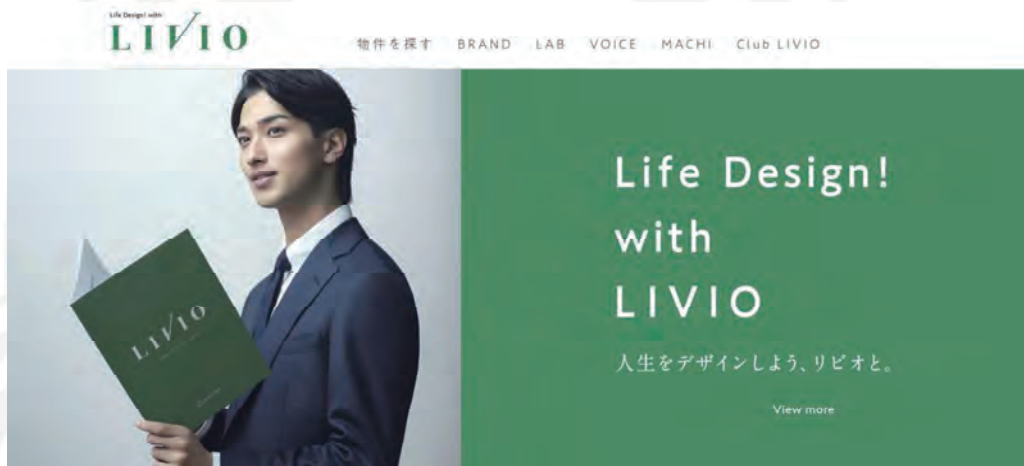 Life Design! with
LIVIO
物件を探す BRAND LAB VOICE MACHI Club LIVIO
LIVIO
Life Design!
with
LIVIO
人生をデザインしよう、リビオと。
View more